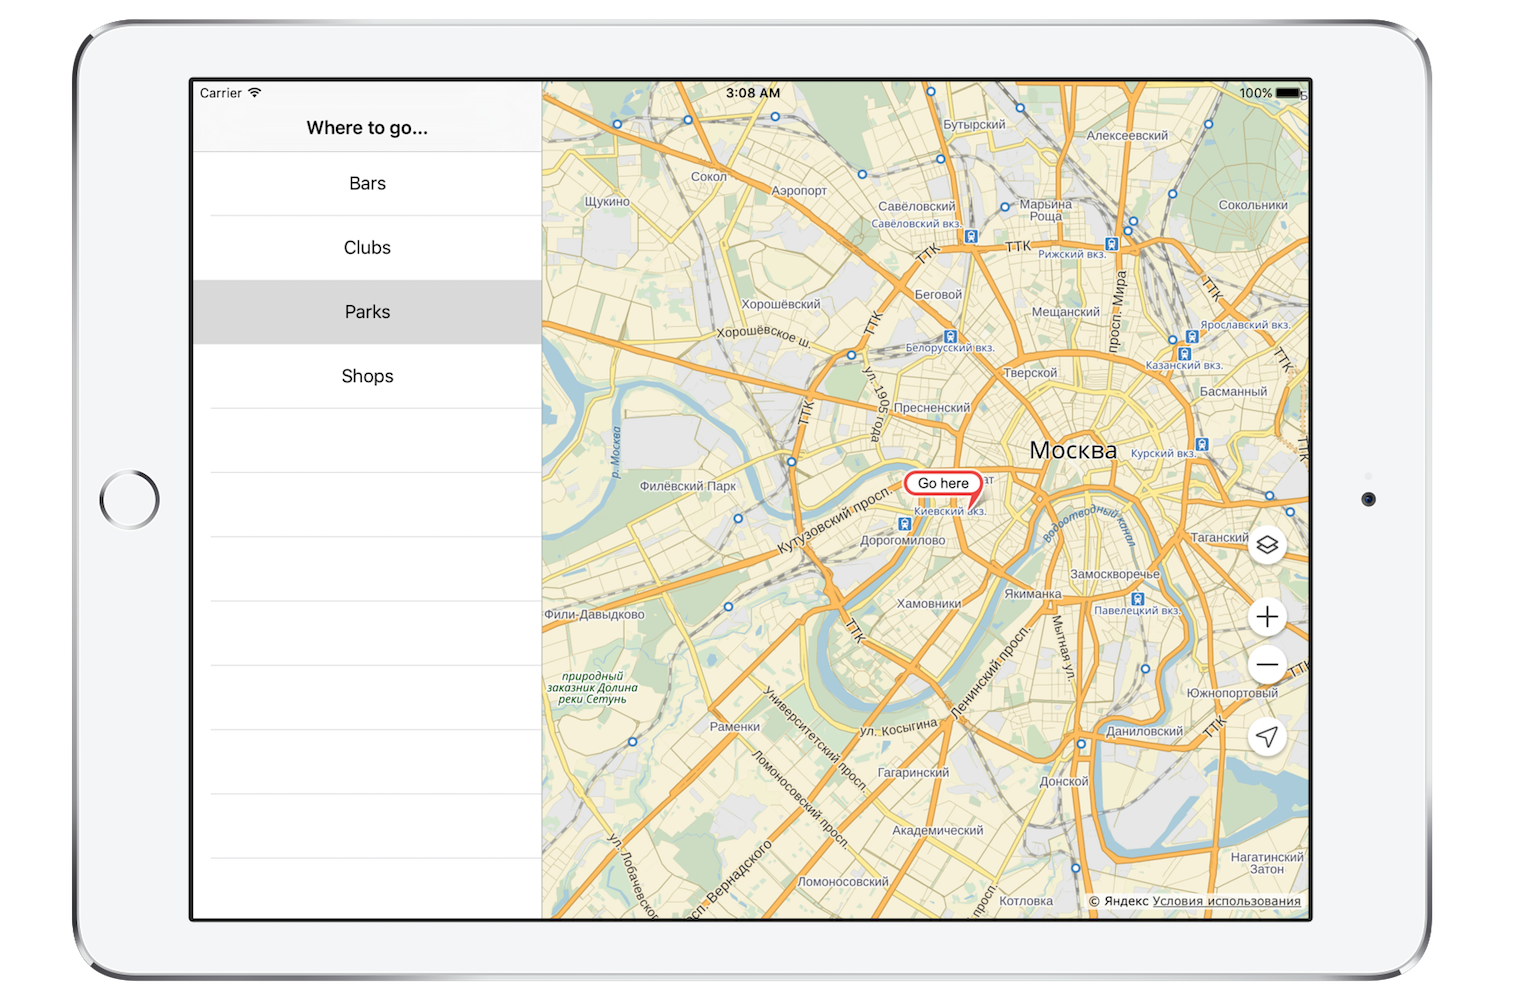 Carrier
3:08 AM
100%
Where to go...
Bars
Clubs
Parks
Shops
Бутырский
Алексеевский
Сокол
Аэропорт
Щукино
Савёловский
Савёловский вкз.
Марьина
Роща
Сокольники
ТТК
ТТК
Рижский вкз.
просп. Мира
ТТК
Беговой
Хорошёвский
Мещанский
ТТК
Хорошёвское ш.
Ярославский вкз.
Белорусский вкз.
Казанский вкз.
ТТК
Тверской
ул. 1905 года
Басманный
Пресненский
ТТК
р. Москва
Москва
Курский вкз.
ТТК
Филёвский Парк
Go here
ат
Кутузовский просп.
Киевский вкз.
Водоотводный канал
Дорогомилово
Таганский
Замоскворечье
Якиманка
Хамовники
Павелецкий вкз.
Фили-Давыдково
ТТК
Мытная ул.
Ленинский просп.
природный
заказник Долина
реки Сетунь
ТТК
Южнопортовый
Университетский просп.
Раменки
ул. Косыгина
ТТК
Даниловский
Ломоносовский просп.
Гагаринский
Донской
Академический
ул. Лобачевског
сп. Вернадского
Нагатинский
Затон
Ломоносовский
просп.
Котловка
© Яндекс Условия использования